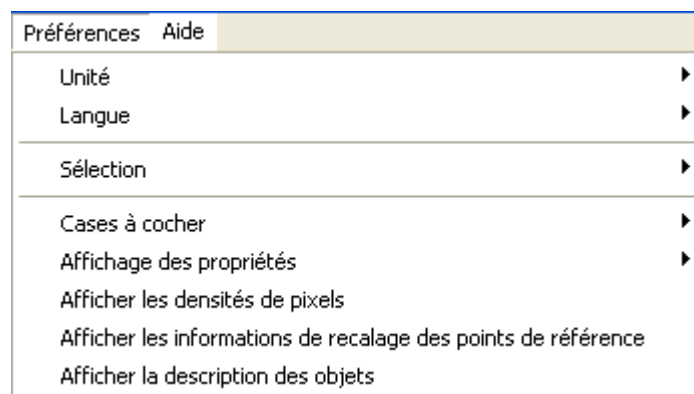 Préférences Aide
Unité
Langue
Sélection
Cases à cocher
Affichage des propriétés
Afficher les densités de pixels
Afficher les informations de recalage des points de référence
Afficher la description des objets